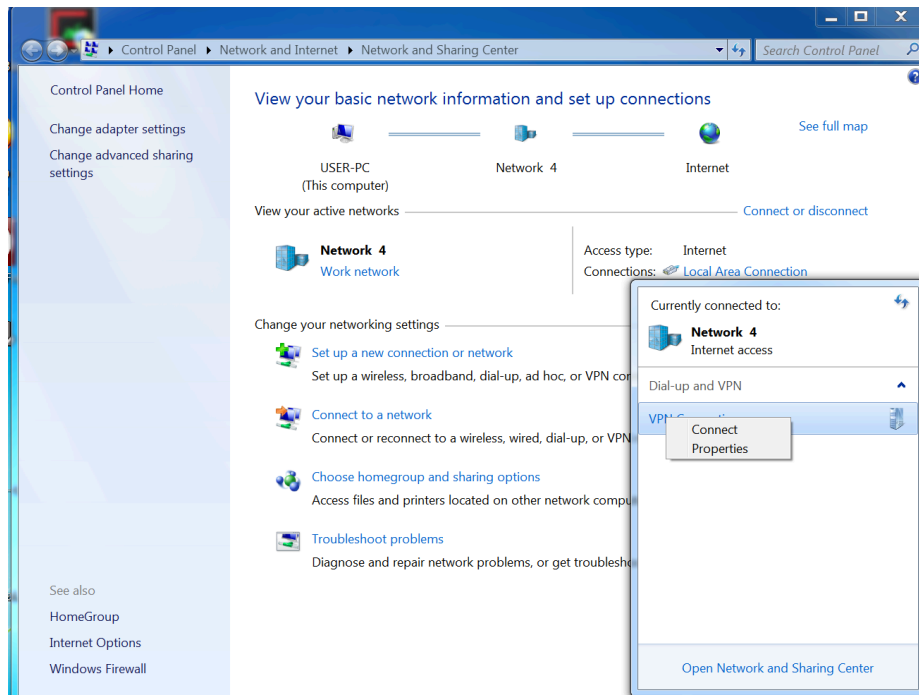 Control Panel ▸ Network and Internet ▸ Network and Sharing Center
Search Control Panel
Control Panel Home
Change adapter settings
Change advanced sharing
settings
View your basic network information and set up connections
See full map
USER-PC
(This computer)
Network 4
Internet
View your active networks
Connect or disconnect
Network 4
Work network
Access type: Internet
Connections: Local Area Connection
Change your networking settings
Set up a new connection or network
Set up a wireless, broadband, dial-up, ad hoc, or VPN
Connect to a network
Connect or reconnect to a wireless, wired, dial-up, or VPN
Choose homegroup and sharing options
Access files and printers located on other network
Troubleshoot problems
Diagnose and repair network problems, or get
See also
HomeGroup
Internet Options
Windows Firewall
Currently connected to:
Network 4
Internet access
Dial-up and VPN
VPN
Connect
Properties
Open Network and Sharing Center